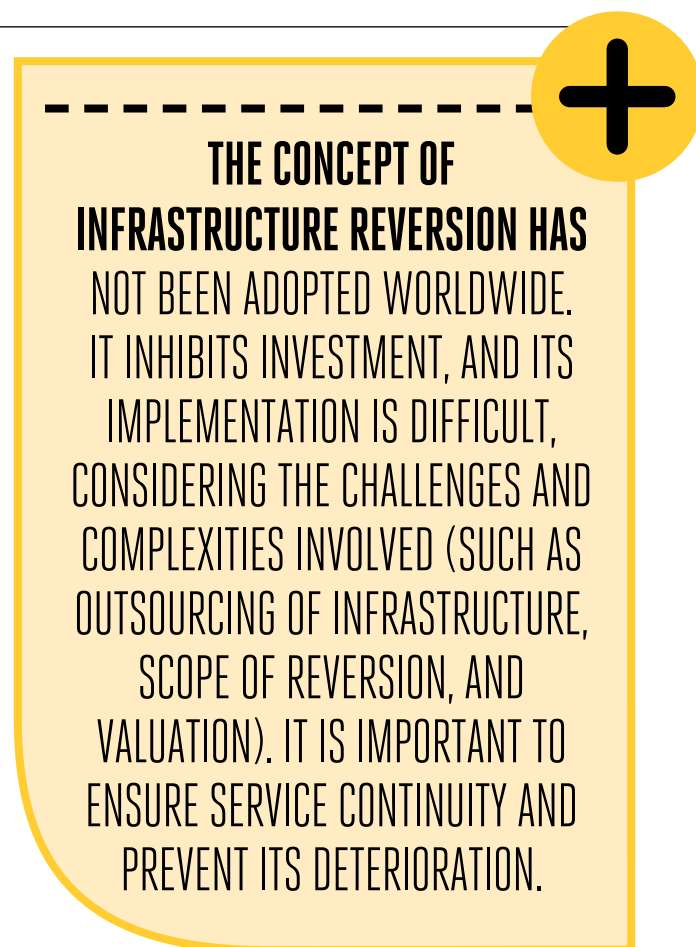 THE CONCEPT OF
INFRASTRUCTURE REVERSION HAS
NOT BEEN ADOPTED WORLDWIDE.
IT INHIBITS INVESTMENT, AND ITS
IMPLEMENTATION IS DIFFICULT,
CONSIDERING THE CHALLENGES AND
COMPLEXITIES INVOLVED (SUCH AS
OUTSOURCING OF INFRASTRUCTURE,
SCOPE OF REVERSION, AND
VALUATION). IT IS IMPORTANT TO
ENSURE SERVICE CONTINUITY AND
PREVENT ITS DETERIORATION.